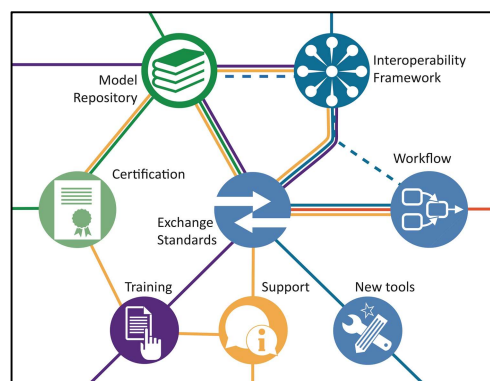 Model
Repository
Interoperability
Framework
Certification
Workflow
Exchange
Standards
Training
Support
New tools
i